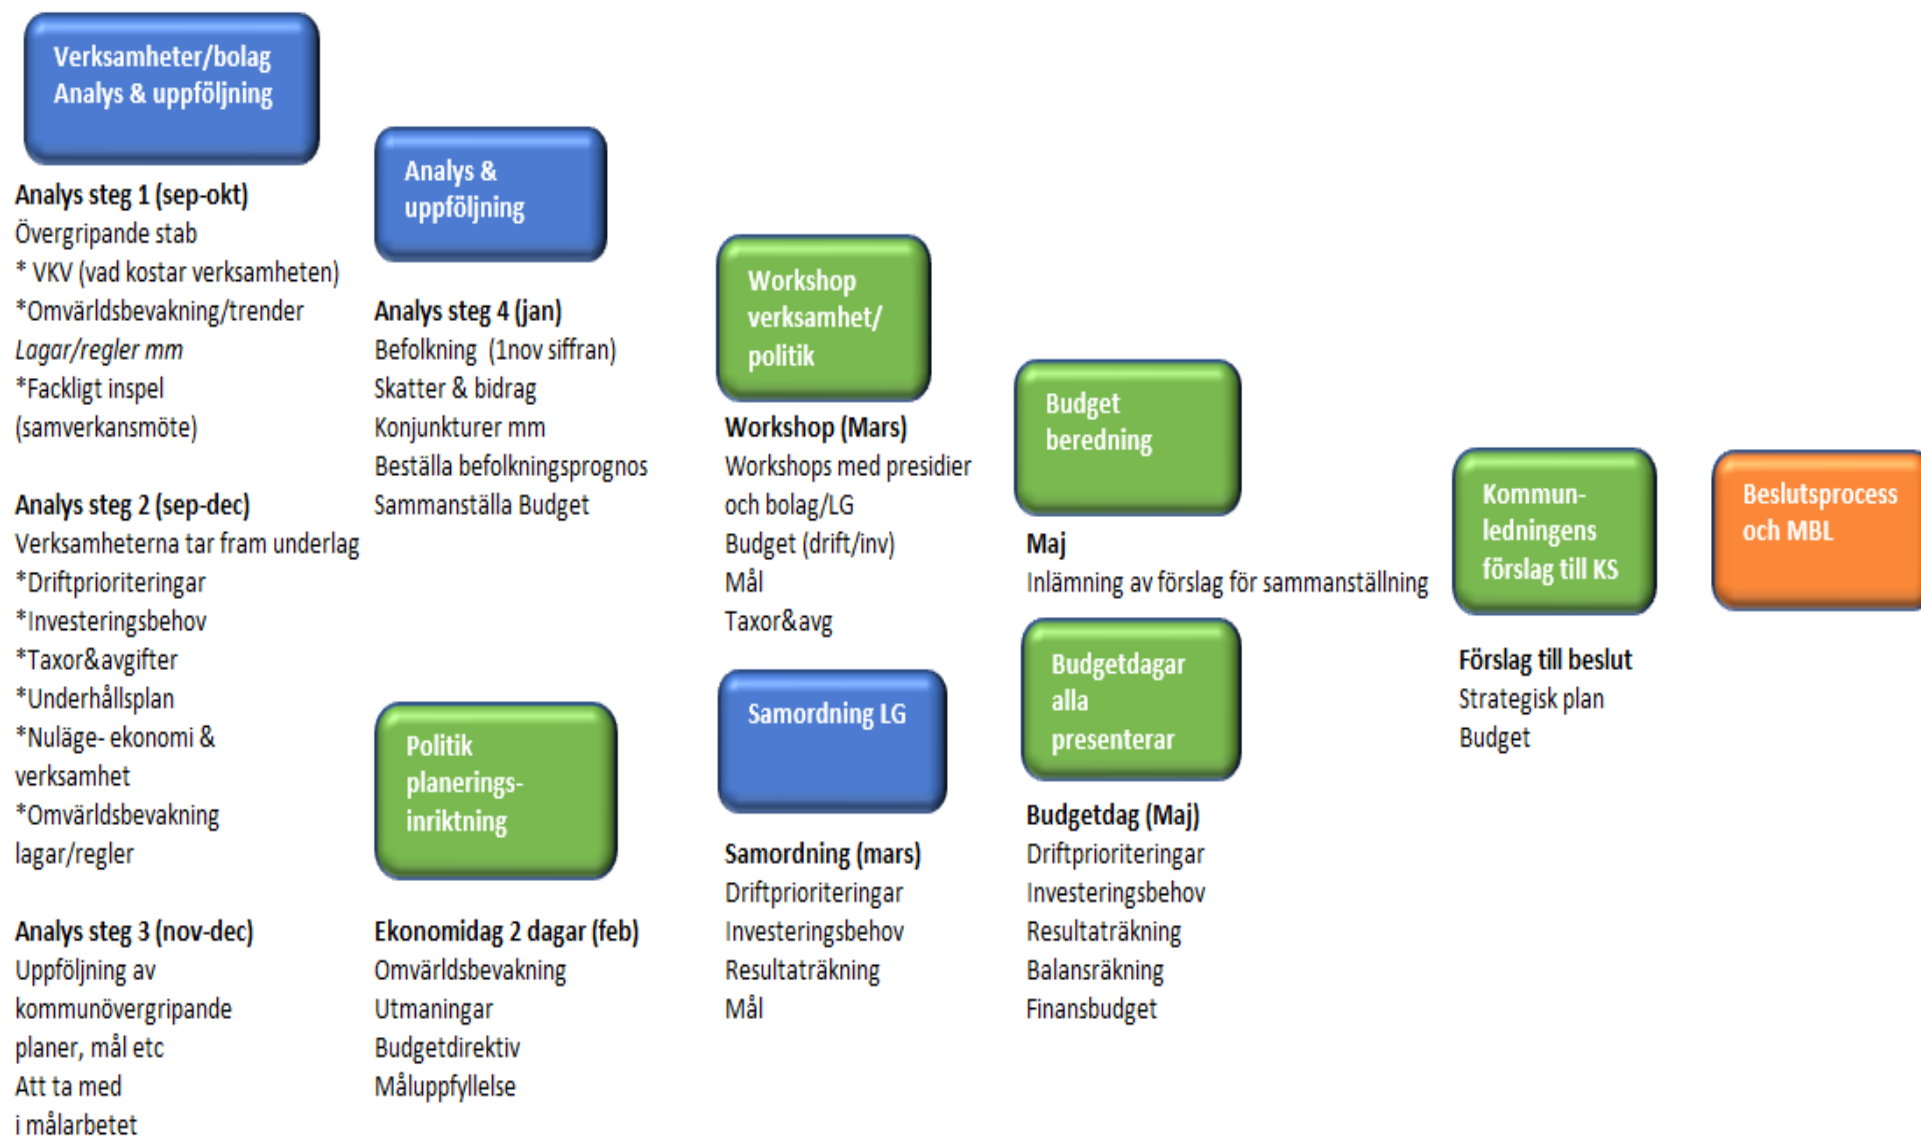 Verksamheter/bolag
Analys & uppföljning
Analys steg 1 (sep-okt)
Övergripande stab
* VKV (vad kostar verksamheten)
*Omvärldsbevakning/trender
Lagar/regler mm
*Fackligt inspel
(samverkansmöte)
Analys steg 2 (sep-dec)
Verksamheterna tar fram underlag
*Driftprioriteringar
*Investeringsbehov
*Taxor&avgifter
*Underhållsplan
*Nuläge- ekonomi &
verksamhet
*Omvärldsbevakning
lagar/regler
Analys steg 3 (nov-dec)
Uppföljning av
kommunövergripande
planer, mål etc
Att ta med
i målarbetet
Analys &
uppföljning
Analys steg 4 (jan)
Befolkning (1nov siffran)
Skatter & bidrag
Konjunkturer mm
Beställa befolkningsprognos
Sammanställa Budget
Politik
planerings-
inriktning
Ekonomidag 2 dagar (feb)
Omvärldsbevakning
Utmaningar
Budgetdirektiv
Måluppfyllelse
Workshop
verksamhet/
politik
Workshop (Mars)
Workshops med presidier
och bolag/LG
Budget (drift/inv)
Mål
Taxor&avg
Samordning LG
Samordning (mars)
Driftprioriteringar
Investeringsbehov
Resultaträkning
Mål
Budget
beredning
Maj
Inlämning av förslag för sammanställning
Budgetdagar
alla
presenterar
Budgetdag (Maj)
Driftprioriteringar
Investeringsbehov
Resultaträkning
Balansräkning
Finansbudget
Kommun-
ledningens
förslag till KS
Förslag till beslut
Strategisk plan
Budget
Beslutsprocess
och MBL